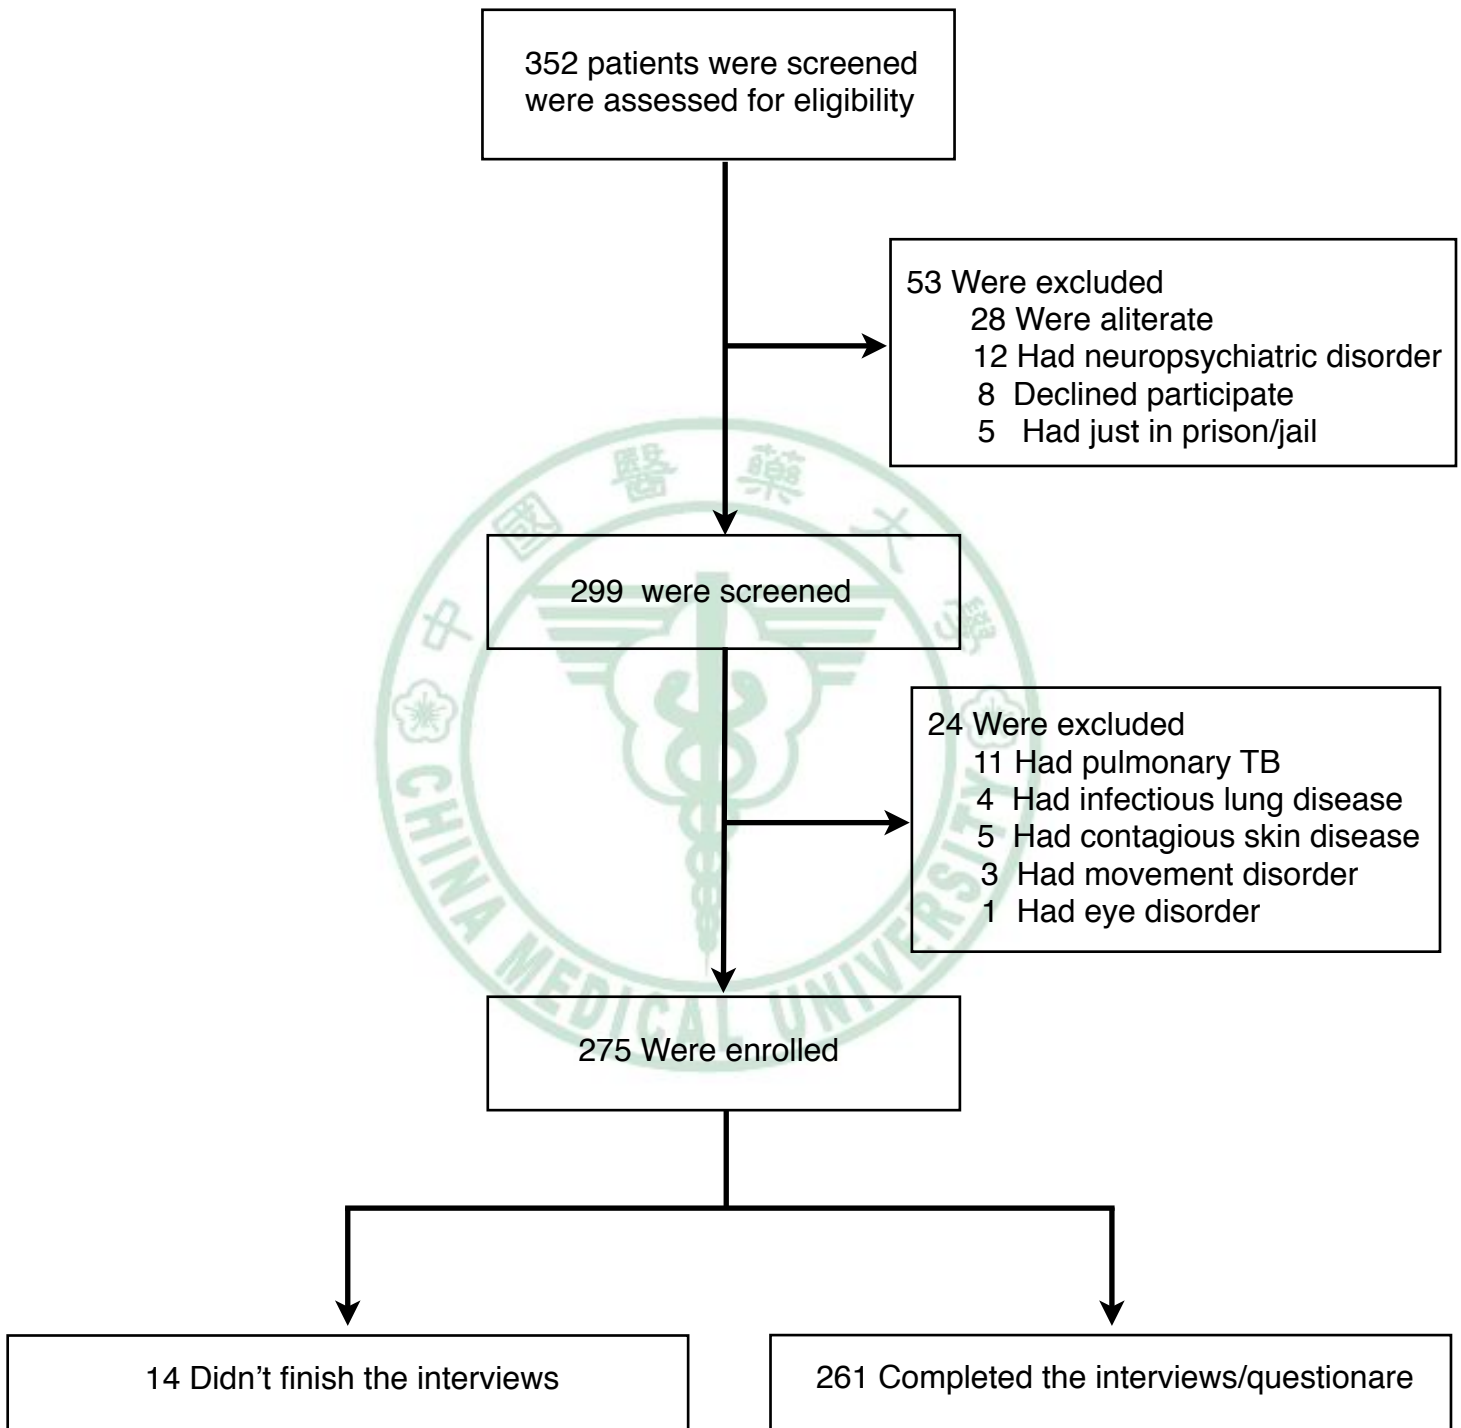 352 patients were screened
were assessed for eligibility
53 Were excluded
28 Were aliterate
12 Had neuropsychiatric disorder
8 Declined participate
5 Had just in prison/jail
中國醫藥大學
299 were screened
24 Were excluded
11 Had pulmonary TB
4 Had infectious lung disease
5 Had contagious skin disease
3 Had movement disorder
1 Had eye disorder
CHINA MEDICAL UNIVERSITY
275 Were enrolled
14 Didn't finish the interviews
261 Completed the interviews/questionare